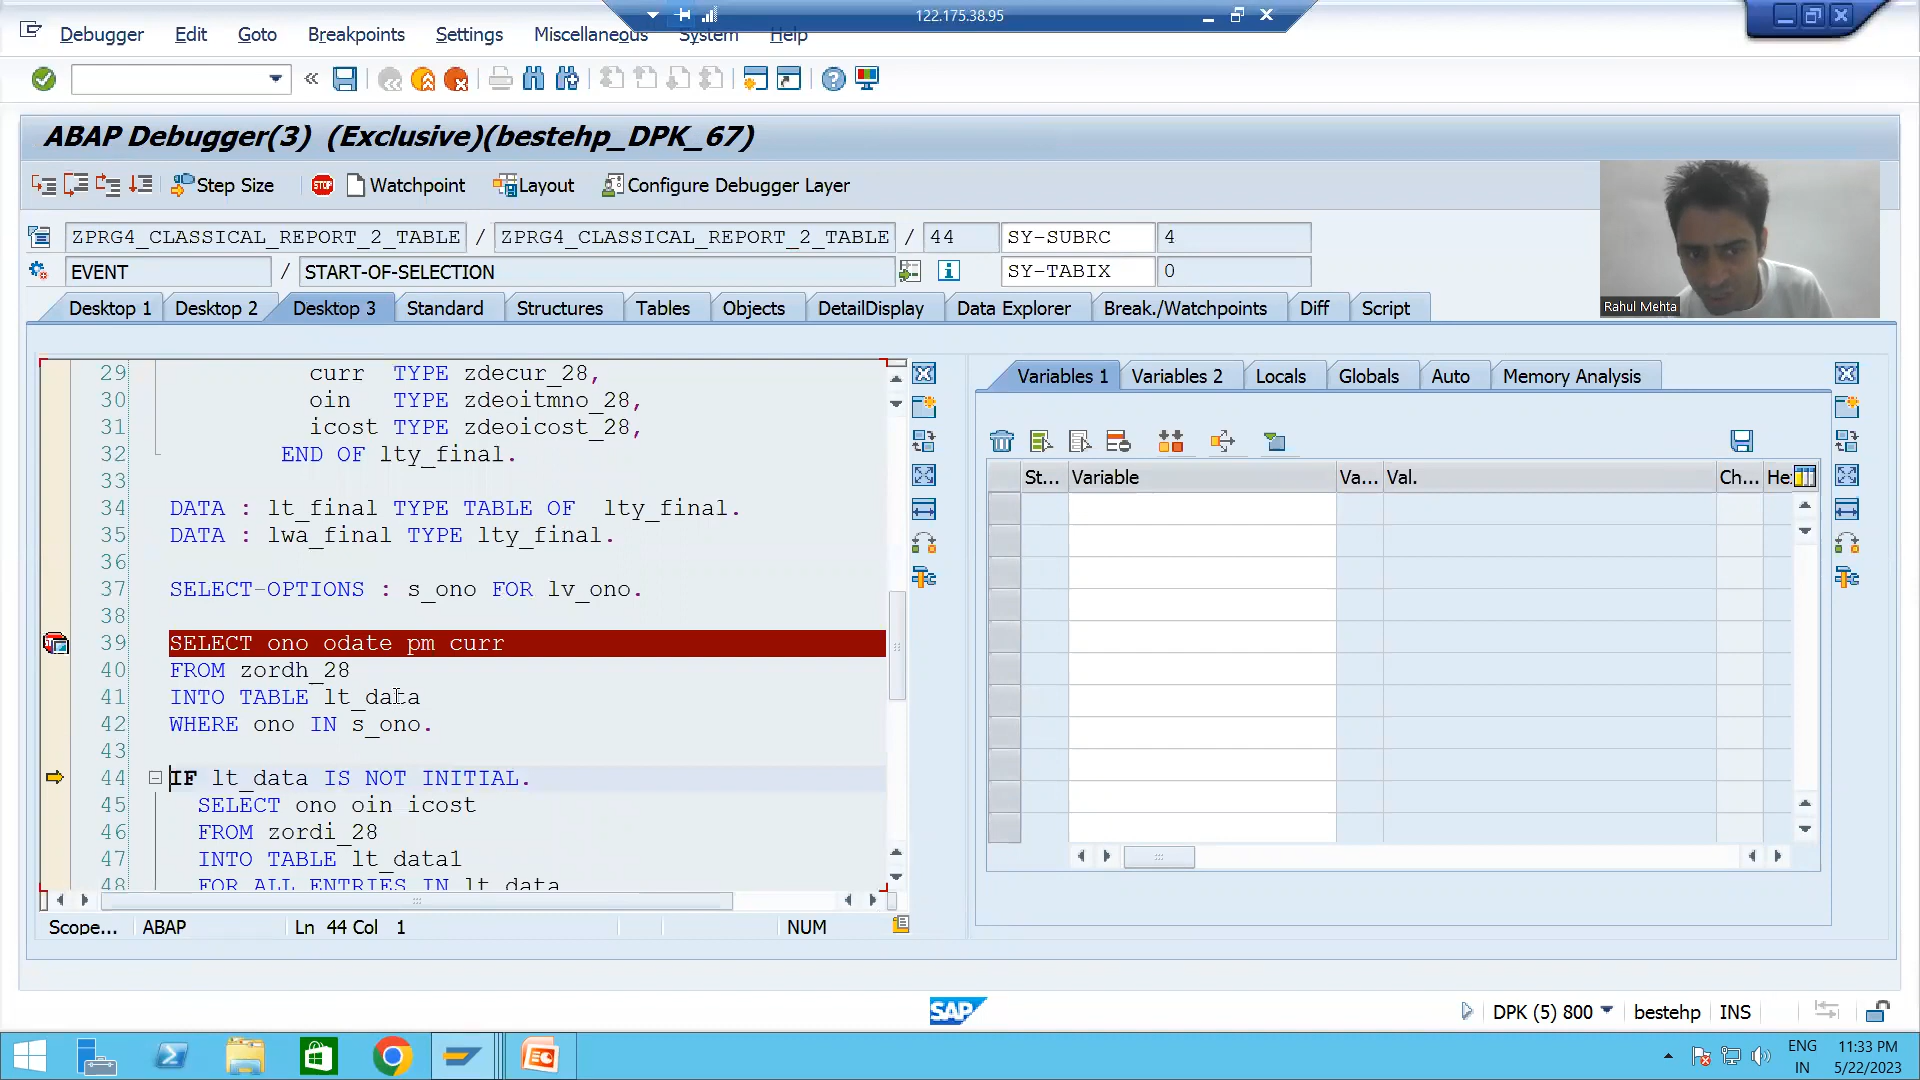 122.175.38.95
Debugger Edit Goto Breakpoints Settings Miscellaneous System Help
ABAP Debugger(3) (Exclusive)(bestehp_DPK_67)
Step Size STOP Watchpoint Layout Configure Debugger Layer
ZPRG4_CLASSICAL_REPORT_2_TABLE / ZPRG4_CLASSICAL_REPORT_2_TABLE / 44 SY-SUBRC 4
EVENT / START-OF-SELECTION SY-TABIX 0
Rahul Mehta
Desktop 1 Desktop 2 Desktop 3 Standard Structures Tables Objects DetailDisplay Data Explorer Break./Watchpoints Diff Script
29 curr TYPE zdecur_28,
30 oin TYPE zdeoitmno_28,
31 icost TYPE zdeoicost_28,
32 END OF lty_final.
33
34 DATA : lt_final TYPE TABLE OF lty_final.
35 DATA : lwa_final TYPE lty_final.
36
37 SELECT-OPTIONS : s_ono FOR lv_ono.
38
39 SELECT ono odate pm curr
40 FROM zordh_28
41 INTO TABLE lt_data
42 WHERE ono IN s_ono.
43
44 IF lt_data IS NOT INITIAL.
45 SELECT ono oin icost
46 FROM zordi_28
47 INTO TABLE lt_data1
48 FOR ALL ENTRIES IN lt_data
Scope... ABAP Ln 44 Col 1 NUM
Variables 1 Variables 2 Locals Globals Auto Memory Analysis
St... Variable Va... Val. Ch... He
SAP
DPK (5) 800 bestehp INS
ENG
IN
11:33 PM
5/22/2023